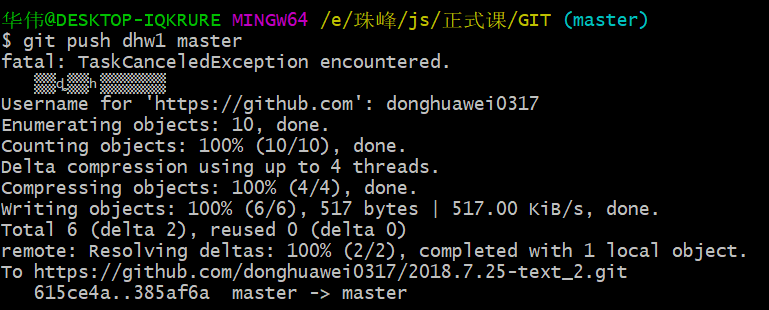 华伟@DESKTOP-IQKRURE MINGW64 /e/珠峰/js/正式课/GIT (master)
$ git push dhw1 master
fatal: TaskCanceledException encountered.
Username for 'https://github.com': donghuawei0317
Enumerating objects: 10, done.
Counting objects: 100% (10/10), done.
Delta compression using up to 4 threads.
Compressing objects: 100% (4/4), done.
Writing objects: 100% (6/6), 517 bytes | 517.00 KiB/s, done.
Total 6 (delta 2), reused 0 (delta 0)
remote: Resolving deltas: 100% (2/2), completed with 1 local object.
To https://github.com/donghuawei0317/2018.7.25-text_2.git
   615ce4a..385af6a  master -> master